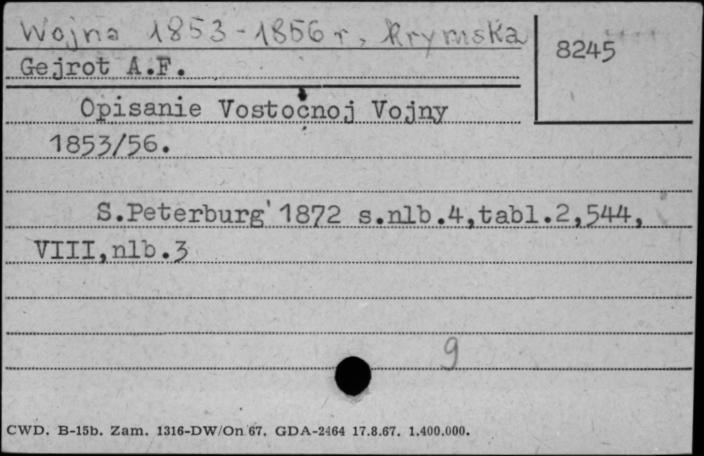 Wojna 1853-1856 r., Krymska
8245
Gejrot A.F.
Opisanie Vostočnoj Vojny
1853/56.
S.Peterburg' 1872 s.nlb.4,tabl.2,544,
VIII,nlb.3
9
CWD. B-15b. Zam. 1316-DW/On 67. GDA-2464 17.8.67. 1.400.000.